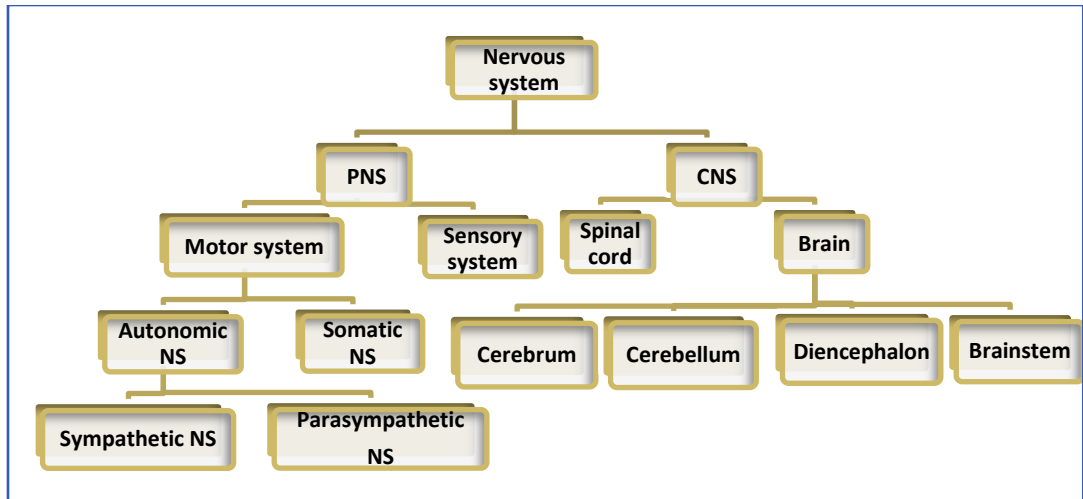 Nervous
system
PNS
CNS
Motor system
Sensory
system
Spinal
cord
Brain
Autonomic
NS
Somatic
NS
Cerebrum
Cerebellum
Diencephalon
Brainstem
Sympathetic NS
Parasympathetic
NS